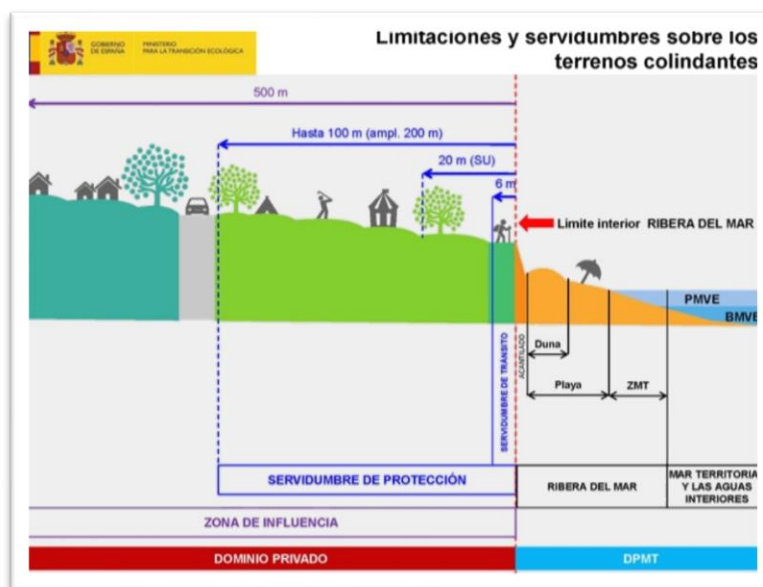 GOBIERNO
DE ESPAÑA
MINISTERIO
PARA LA TRANSICIÓN ECOLÓGICA
Limitaciones y servidumbres sobre los
terrenos colindantes
500 m
Hasta 100 m (ampl. 200 m)
20 m (SU)
6 m
Limite interior RIBERA DEL MAR
PMVE
BMVE
SERVIDUMBRE DE TRÁNSITO
ACANTILADO
Duna
Playa
ZMT
SERVIDUMBRE DE PROTECCIÓN
RIBERA DEL MAR
MAR TERRITORIA
Y LAS AGUAS
INTERIORES
ZONA DE INFLUENCIA
DOMINIO PRIVADO
DPMT